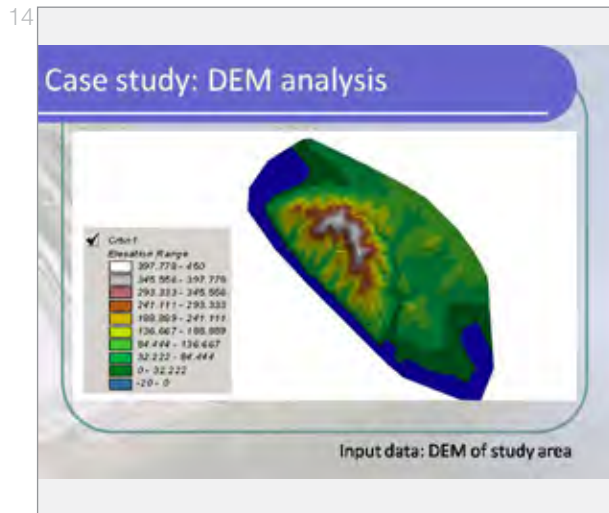 14
Case study: DEM analysis
Elevation Range
397.778 - 450
345.556 - 397.778
293.333 - 345.556
241.111 - 293.333
188.889 - 241.111
136.667 - 188.889
84.444 - 136.667
32.222 - 84.444
0 - 32.222
-20 - 0
Input data: DEM of study area